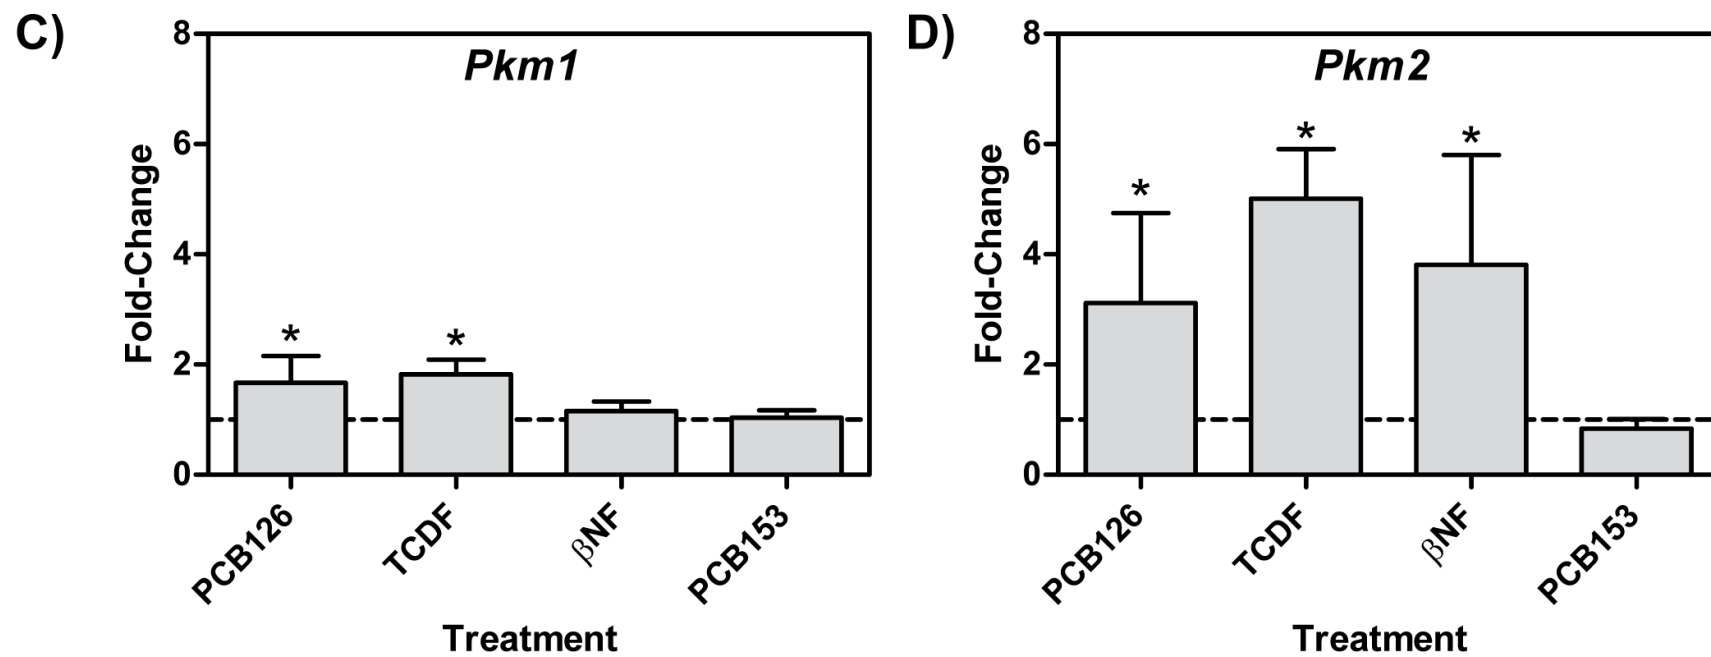 C)
Pkm1
Fold-Change
8
6
4
2
0
*
*
PCB126
TCDF
βNF
PCB153
Treatment
D)
Pkm2
Fold-Change
8
6
4
2
0
*
*
*
PCB126
TCDF
βNF
PCB153
Treatment